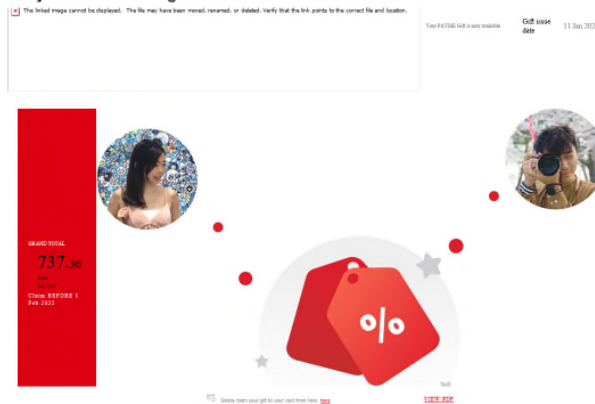 The linked image cannot be displayed. The file may have been moved, renamed, or deleted. Verify that the link points to the correct file and location.
Your PAYME Gift is now available
Gift issue date
11 Jan 202
GRAND TOTAL
737.36
Claim BEFORE 1
Feb 2022
%
Simply claim your gift to your card from here here
VIEW PDF